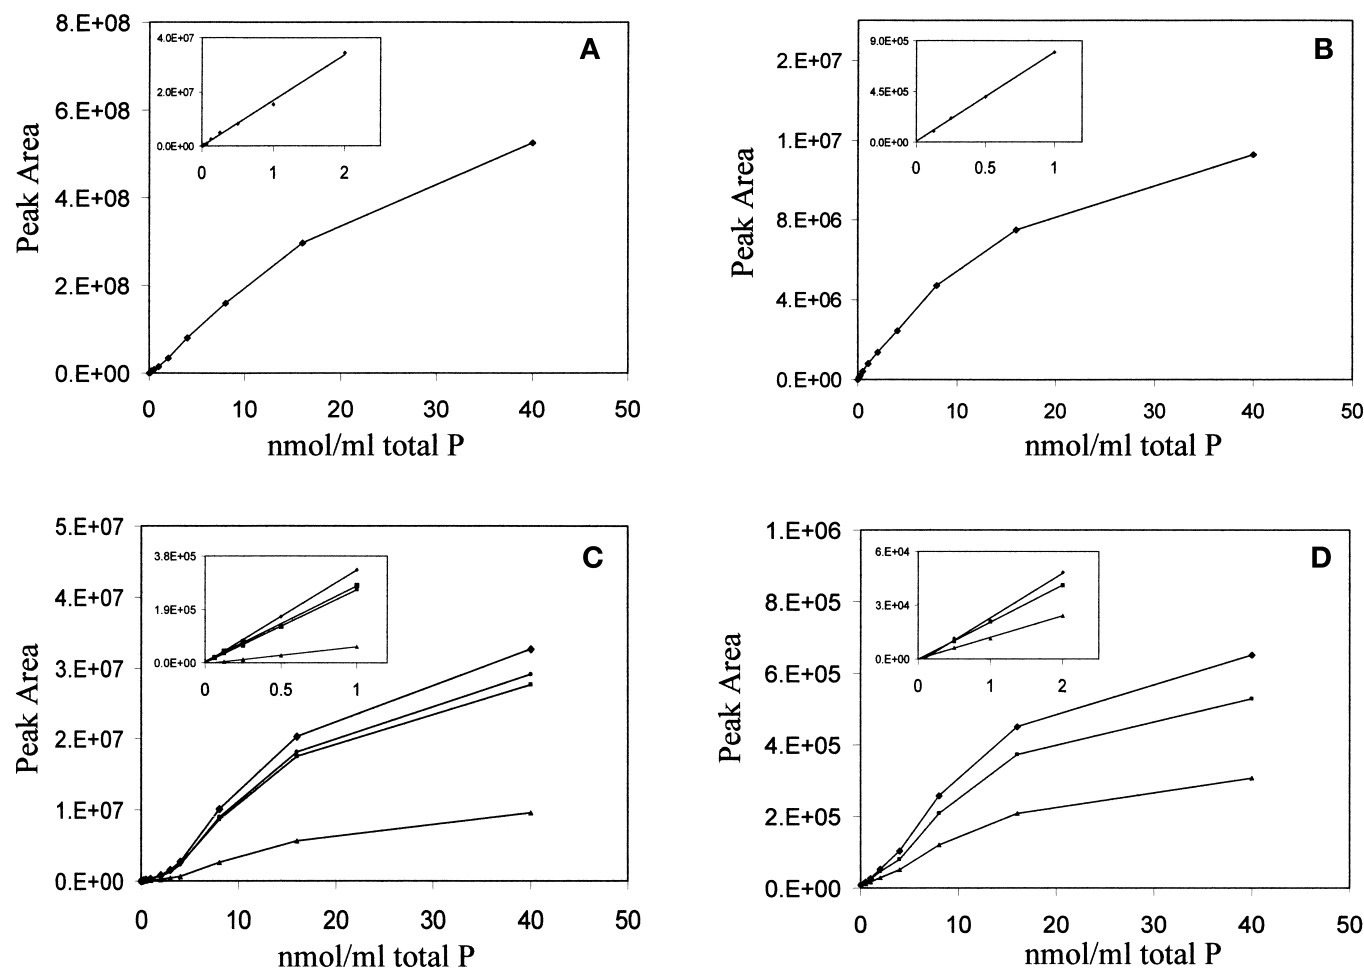 A
8.E+08
6.E+08
4.E+08
2.E+08
0.E+00
Peak Area
4.0E+07
2.0E+07
0.0E+00
0 1 2
0 10 20 30 40 50
nmol/ml total P
B
2.E+07
1.E+07
8.E+06
4.E+06
0.E+00
Peak Area
9.0E+05
4.5E+05
0.0E+00
0 0.5 1
0 10 20 30 40 50
nmol/ml total P
C
5.E+07
4.E+07
3.E+07
2.E+07
1.E+07
0.E+00
Peak Area
3.8E+05
1.9E+05
0.0E+00
0 0.5 1
0 10 20 30 40 50
nmol/ml total P
D
1.E+06
8.E+05
6.E+05
4.E+05
2.E+05
0.E+00
Peak Area
6.E+04
3.E+04
0.E+00
0 1 2
0 10 20 30 40 50
nmol/ml total P